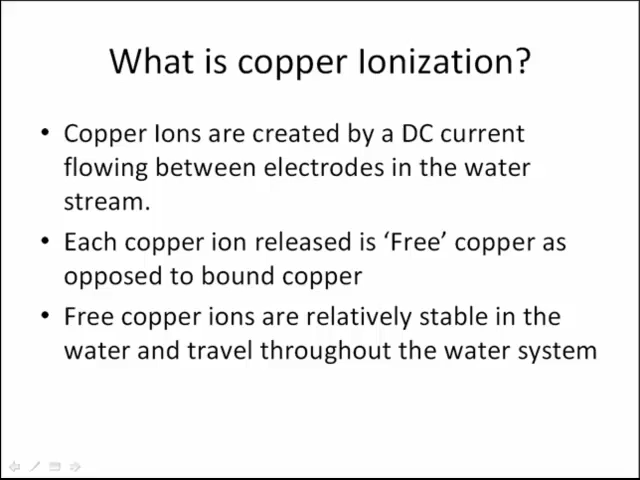 What is copper Ionization?
• Copper Ions are created by a DC current
flowing between electrodes in the water
stream.
• Each copper ion released is ‘Free’ copper as
opposed to bound copper
• Free copper ions are relatively stable in the
water and travel throughout the water system